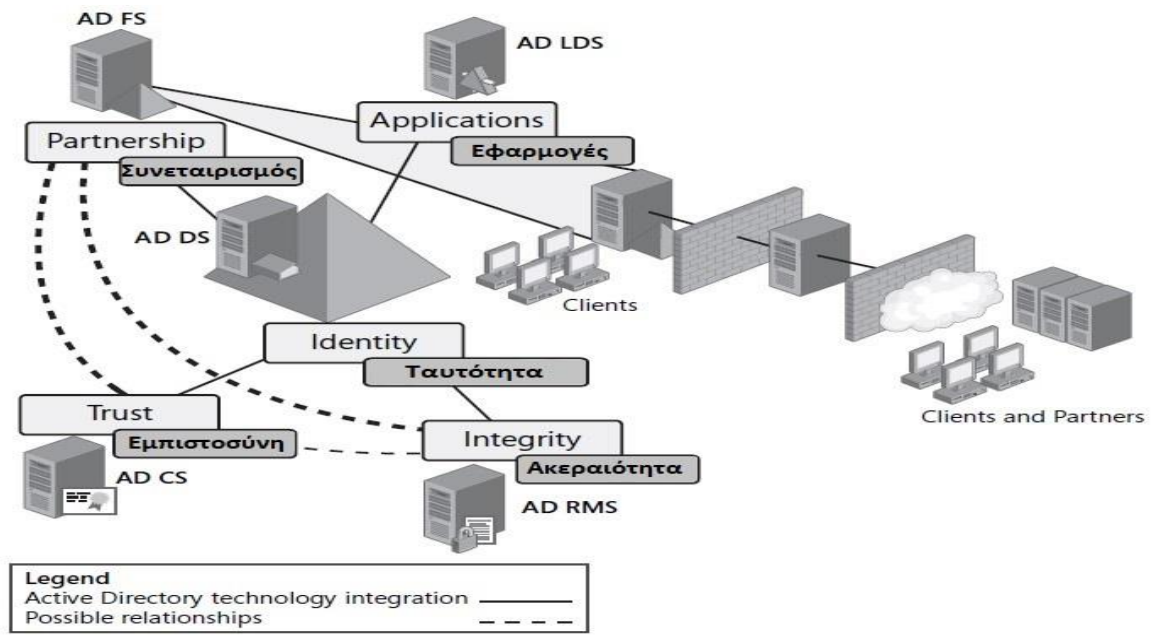 AD FS
AD LDS
Applications
Εφαρμογές
Partnership
Συνεταιρισμός
AD DS
Clients
Identity
Ταυτότητα
Trust
Εμπιστοσύνη
Integrity
Ακεραιότητα
Clients and Partners
AD CS
AD RMS
Legend
Active Directory technology integration
Possible relationships